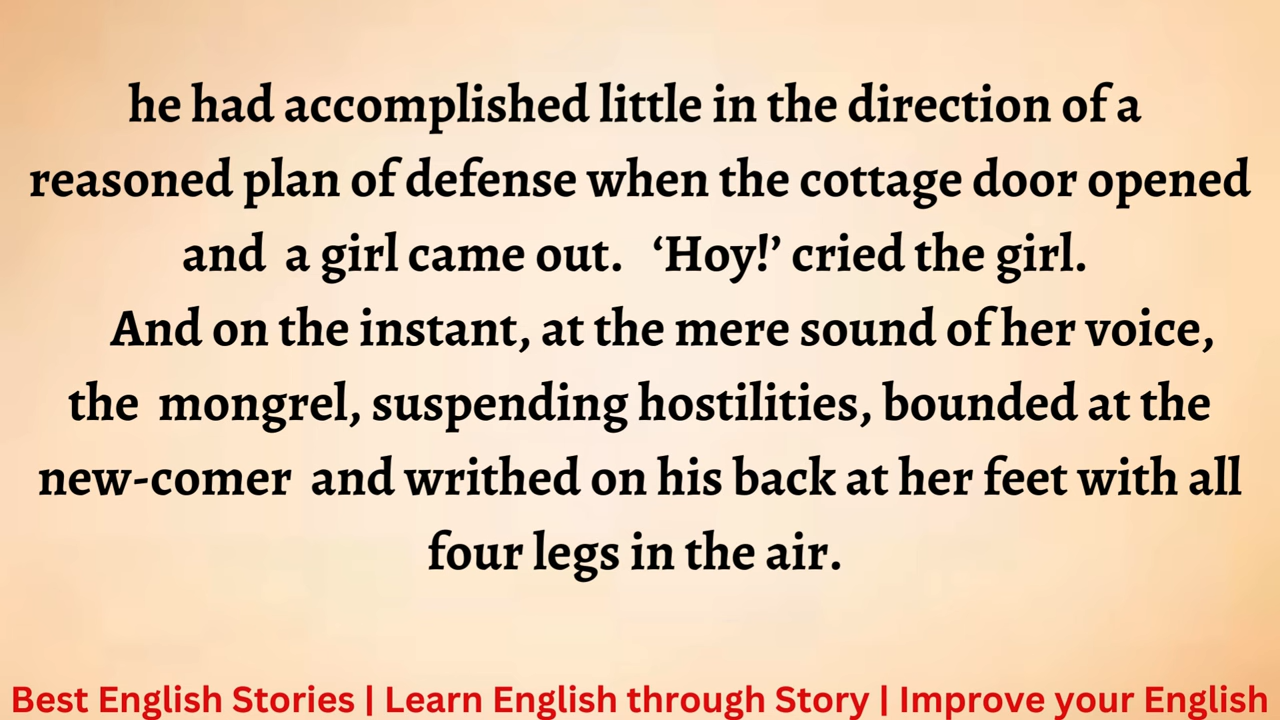 he had accomplished little in the direction of a
reasoned plan of defense when the cottage door opened
and  a girl came out.   ‘Hoy!’ cried the girl.
And on the instant, at the mere sound of her voice,
the  mongrel, suspending hostilities, bounded at the
new-comer  and writhed on his back at her feet with all
four legs in the air.
Best English Stories | Learn English through Story | Improve your English